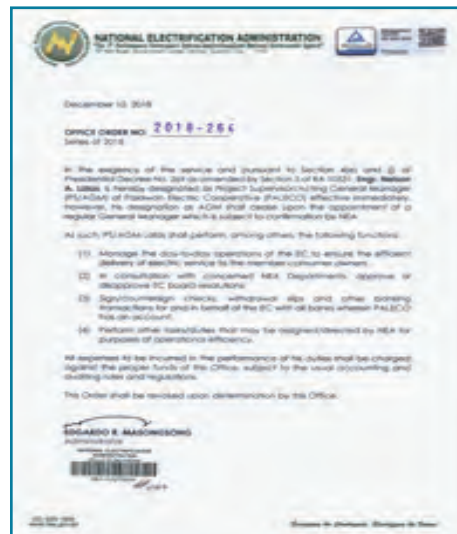 NATIONAL ELECTRIFICATION ADMINISTRATION
December 10, 2018
OFFICE ORDER NO. 2018-266
Series of 2018
In the exigency of the service and pursuant to Section 4(e) and of
Presidential Decree No. 269 as amended by Section 5 of RA 10531, Engr. Nelson
A. is hereby designated as Project Supervisor/Acting General Manager
(PS/AGM) of Palawan Electric Cooperative (PALECO) effective immediately.
However, his designation as AGM shall cease upon the appointment of a
regular General Manager which is subject to confirmation by NEA.
As such, PS/AGM shall perform, among others, the following functions:
(1) Manage the day-to-day operations of the EC to ensure the efficient
delivery of electric service to the member-consumer-owners;
(2) In consultation with concerned NEA Departments, approve or
disapprove EC board resolutions;
(3) Sign/countersign checks, withdrawal slips and other banking
transactions for and in behalf of the EC with all banks wherein PALECO
has an account;
(4) Perform other tasks/duties that may be assigned/directed by NEA for
purposes of operational efficiency.
All expenses to be incurred in the performance of his duties shall be charged
against the proper funds of this Office, subject to the usual accounting and
auditing rules and regulations.
This Order shall be revoked upon determination by this Office.
EDGARDO R. MASONGSONG
Administrator
NATIONAL ELECTRIFICATION
ADMINISTRATION